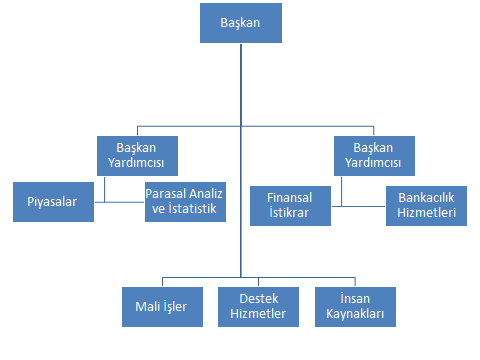 Başkan
Başkan
Yardımcısı
Başkan
Yardımcısı
Piyasalar
Parasal Analiz
ve İstatistik
Finansal
İstikrar
Bankacılık
Hizmetleri
Mali İşler
Destek
Hizmetler
İnsan
Kaynakları